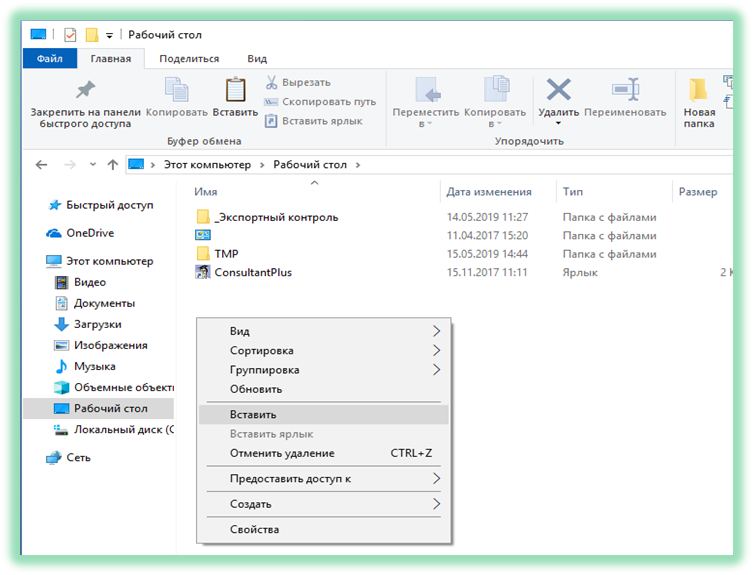 Рабочий стол
Файл Главная Поделиться Вид
Закрепить на панели быстрого доступа
Копировать
Вставить
Вырезать
Скопировать путь
Вставить ярлык
Буфер обмена
Переместить в
Копировать в
Удалить
Переименовать
Упорядочить
Новая папка
Этот компьютер Рабочий стол
Имя Дата изменения Тип Размер
_Экспортный контроль 14.05.2019 11:27 Папка с файлами
11.04.2017 15:20 Папка с файлами
TMP 15.05.2019 14:44 Папка с файлами
ConsultantPlus 15.11.2017 11:11 Ярлык 2
Быстрый доступ
OneDrive
Этот компьютер
Видео
Документы
Загрузки
Изображения
Музыка
Объемные объект
Рабочий стол
Локальный диск (C
Сеть
Вид
Сортировка
Группировка
Обновить
Вставить
Вставить ярлык
Отменить удаление CTRL+Z
Предоставить доступ к
Создать
Свойства